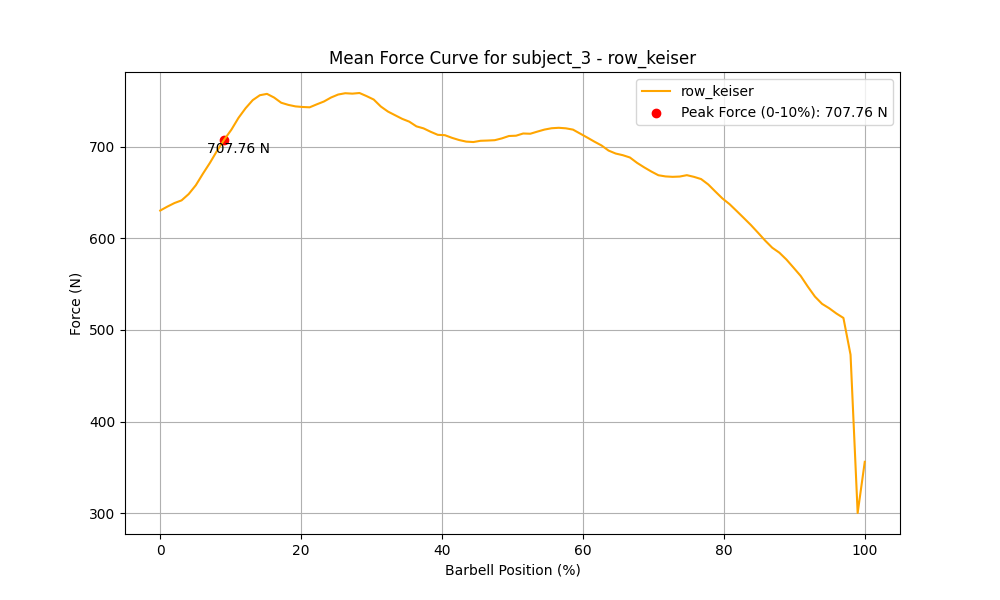 Mean Force Curve for subject_3 - row_keiser
row_keiser
Peak Force (0-10%): 707.76 N
707.76 N
700
600
500
400
300
Force (N)
0 20 40 60 80 100
Barbell Position (%)